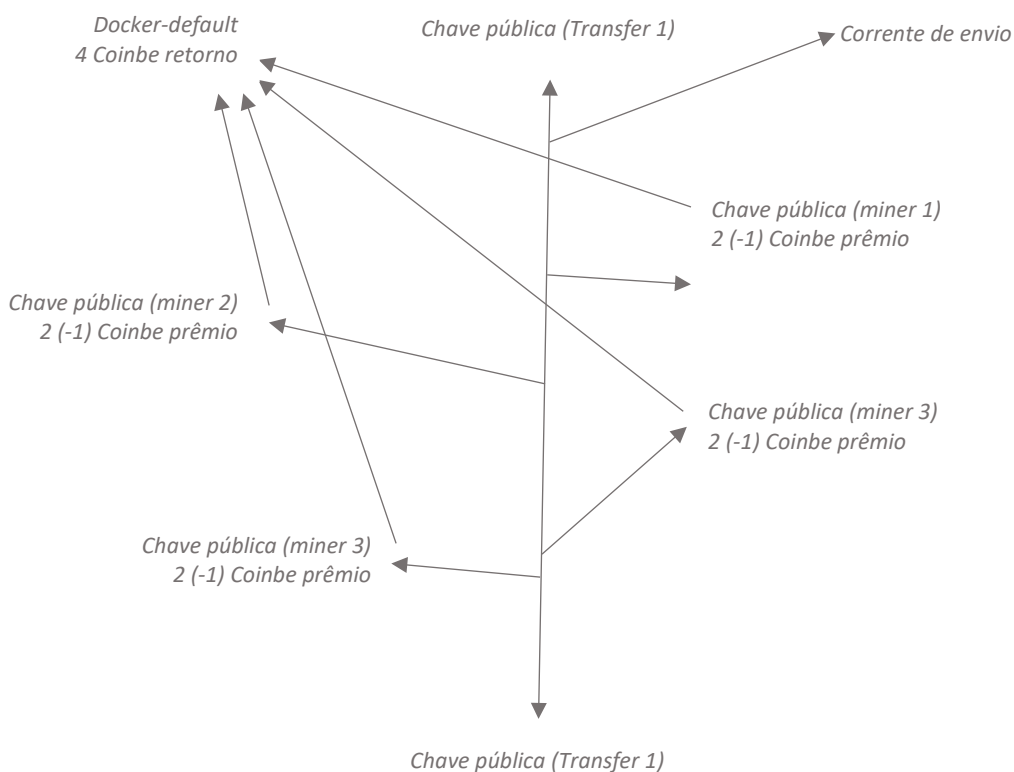 Docker-default
4 Coinbe retorno
Chave pública (Transfer 1)
Corrente de envio
Chave pública (miner 1)
2 (-1) Coinbe prêmio
Chave pública (miner 2)
2 (-1) Coinbe prêmio
Chave pública (miner 3)
2 (-1) Coinbe prêmio
Chave pública (miner 3)
2 (-1) Coinbe prêmio
Chave pública (Transfer 1)